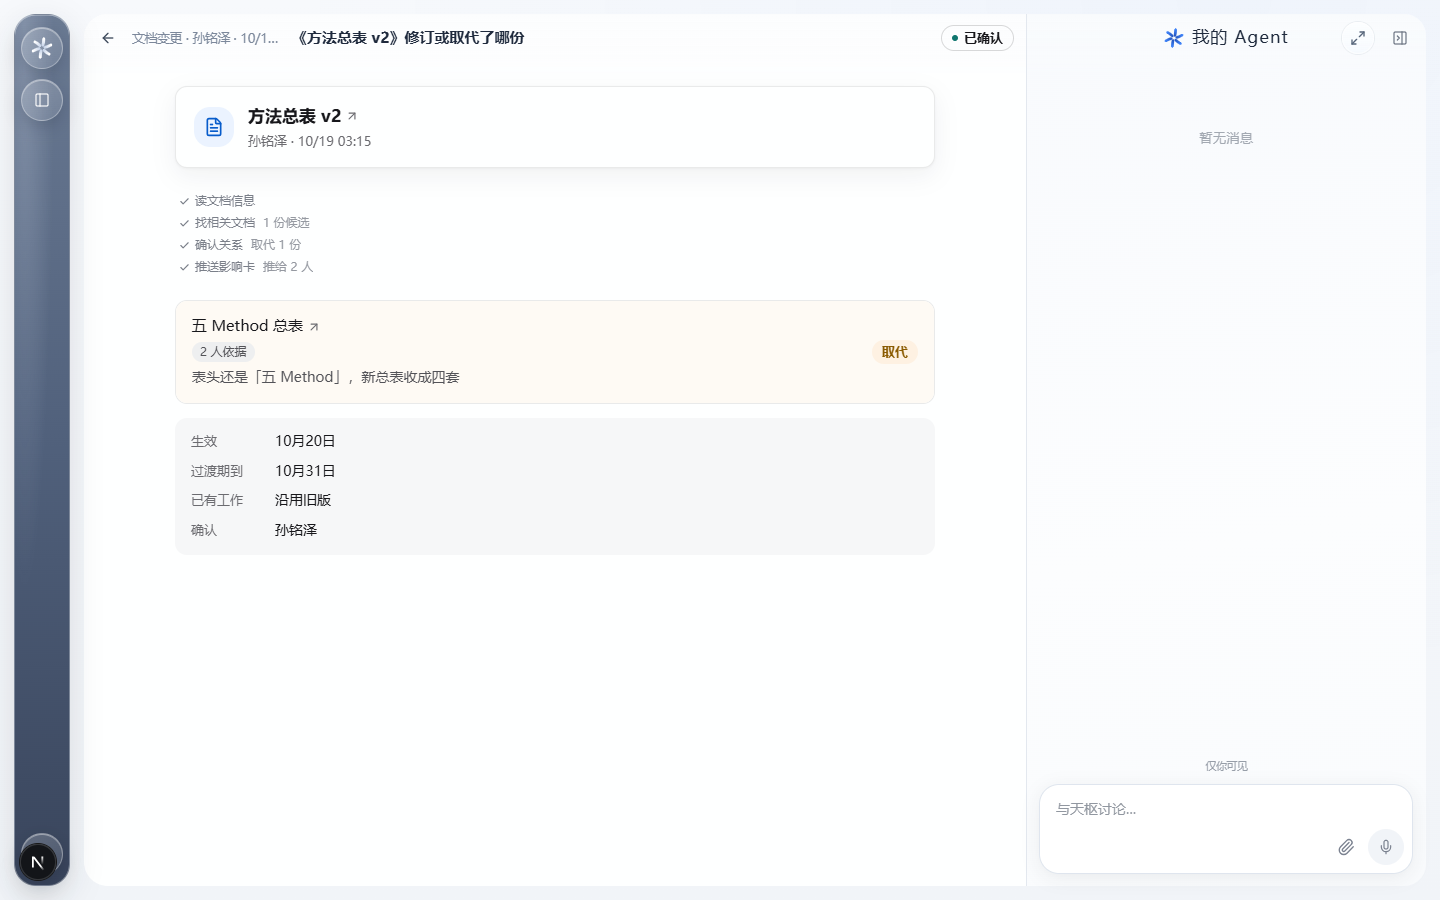 文档变更 · 孙铭泽 · 10/1...
《方法总表 v2》修订或取代了哪份
已确认
方法总表 v2
孙铭泽 · 10/19 03:15
读文档信息
找相关文档 1 份候选
确认关系 取代 1 份
推送影响卡 推给 2 人
五 Method 总表
2 人依据
取代
表头还是「五 Method」，新总表收成四套
生效 10月20日
过渡期到 10月31日
已有工作 沿用旧版
确认 孙铭泽
我的 Agent
暂无消息
仅你可见
与天枢讨论...
N